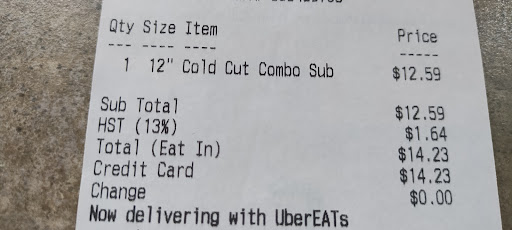 Qty Size Item Price
--- ---- ---- -----
1 12" Cold Cut Combo Sub $12.59
Sub Total $12.59
HST (13%) $1.64
Total (Eat In) $14.23
Credit Card $14.23
Change $0.00
Now delivering with UberEATs